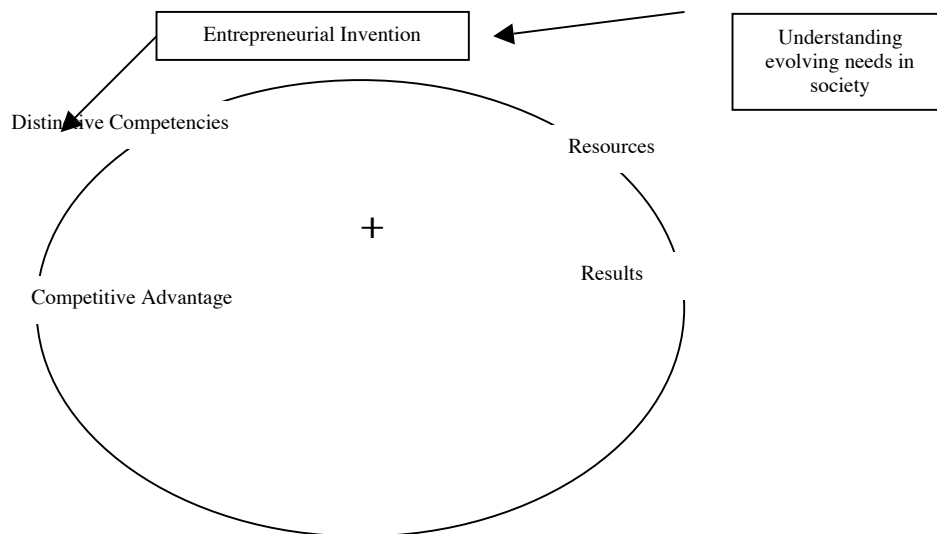 Entrepreneurial Invention
Understanding
evolving needs in
society
Distinctive Competencies
Resources
+
Results
Competitive Advantage